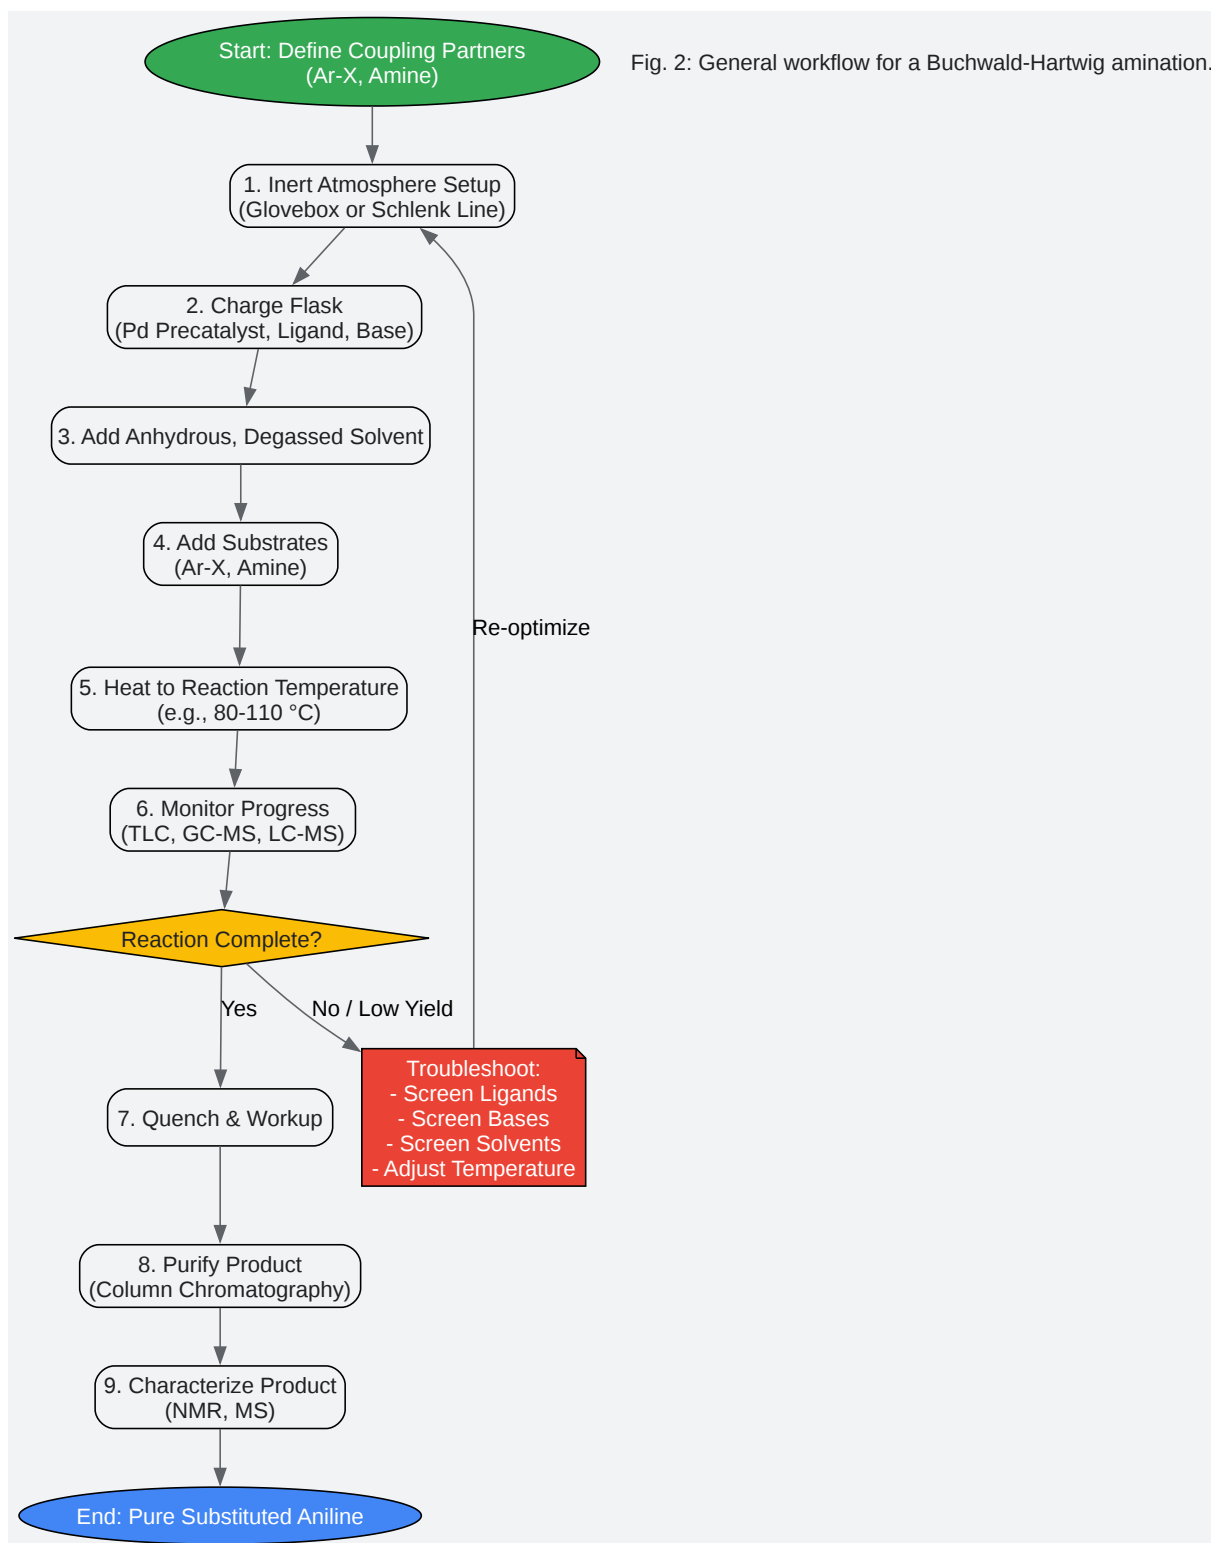 Start: Define Coupling Partners
(Ar-X, Amine)
Fig. 2: General workflow for a Buchwald-Hartwig amination.
1. Inert Atmosphere Setup
(Glovebox or Schlenk Line)
2. Charge Flask
(Pd Precatalyst, Ligand, Base)
3. Add Anhydrous, Degassed Solvent
4. Add Substrates
(Ar-X, Amine)
Re-optimize
5. Heat to Reaction Temperature
(e.g., 80-110 °C)
6. Monitor Progress
(TLC, GC-MS, LC-MS)
Reaction Complete?
Yes
No / Low Yield
Troubleshoot:
- Screen Ligands
- Screen Bases
- Screen Solvents
- Adjust Temperature
7. Quench & Workup
8. Purify Product
(Column Chromatography)
9. Characterize Product
(NMR, MS)
End: Pure Substituted Aniline